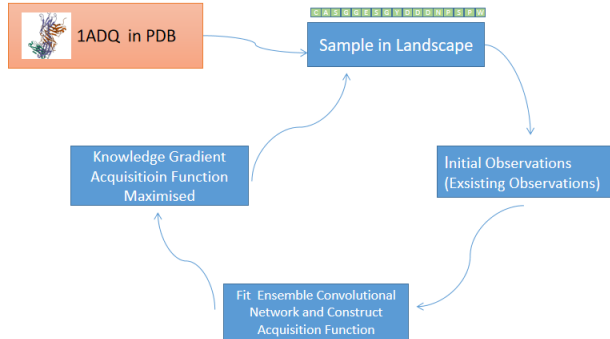 C A S G G E S G Y D D D D N P S P W
1ADQ in PDB
Sample in Landscape
Knowledge Gradient
Acquisitioin Function
Maximised
Initial Observations
(Exsisting Observations)
Fit Ensemble Convolutional
Network and Construct
Acquisition Function